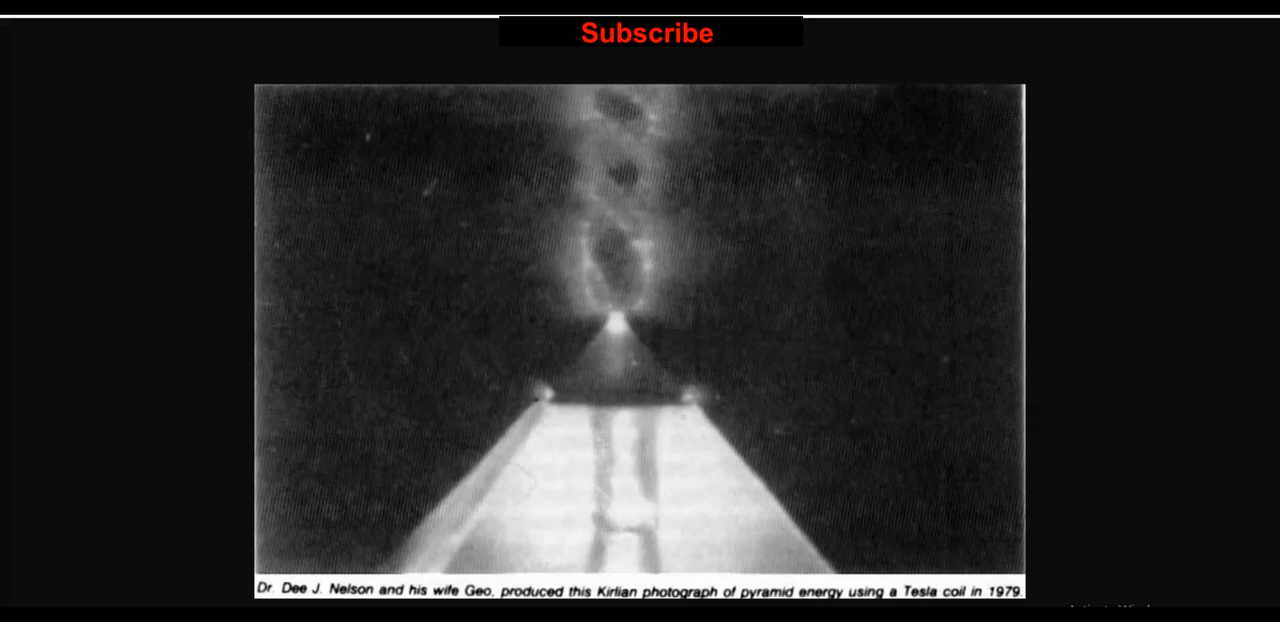 Subscribe
Dr. Dee J. Nelson and his wife Geo, produced this Kirlian photograph of pyramid energy using a Tesla coil in 1979.